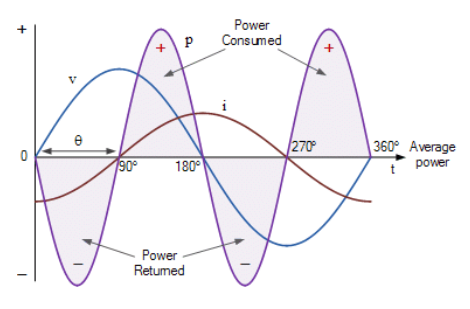 +
Power
Consumed
p
+
+
v
i
θ
0
90°
180°
270°
360°
Average
power
t
−
−
Power
Returned
−